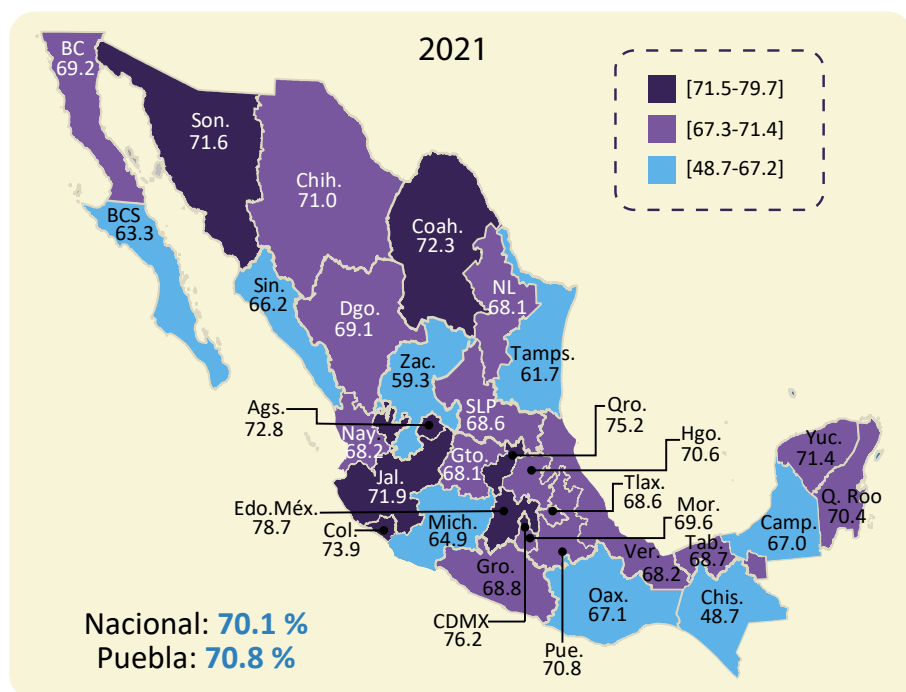 2021
[71.5-79.7]
[67.3-71.4]
[48.7-67.2]
BC
69.2
Son.
71.6
Chih.
71.0
Coah.
72.3
BCS
63.3
Sin.
66.2
Dgo.
69.1
NL
68.1
Zac.
59.3
Tamps.
61.7
Ags.
72.8
SLP
68.6
Qro.
75.2
Nay.
68.2
Gto.
68.1
Hgo.
70.6
Yuc.
71.4
Jal.
71.9
Tlax.
68.6
Q. Roo
70.4
Edo.Méx.
78.7
Mor.
69.6
Camp.
67.0
Col.
73.9
Mich.
64.9
Ver.
68.2
Tab.
68.7
Gro.
68.8
Oax.
67.1
Chis.
48.7
CDMX
76.2
Pue.
70.8
Nacional: 70.1 %
Puebla: 70.8 %